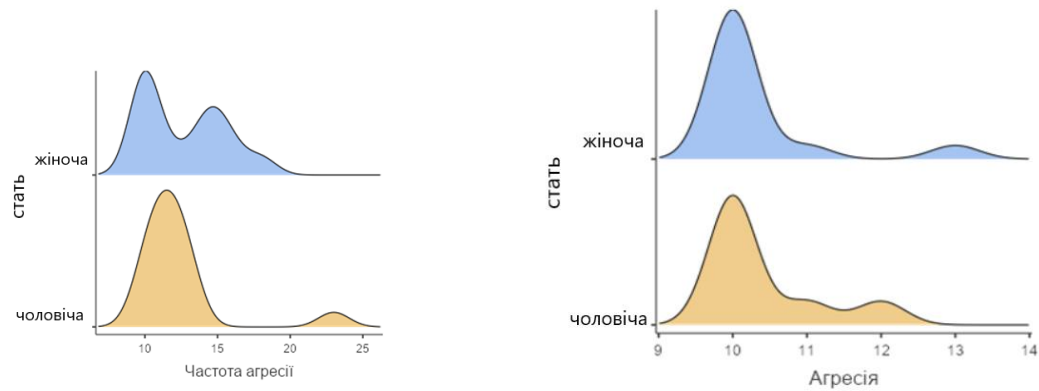 жіноча
стать
чоловіча
10 15 20 25
Частота агресії
жіноча
стать
чоловіча
9 10 11 12 13 14
Агресія